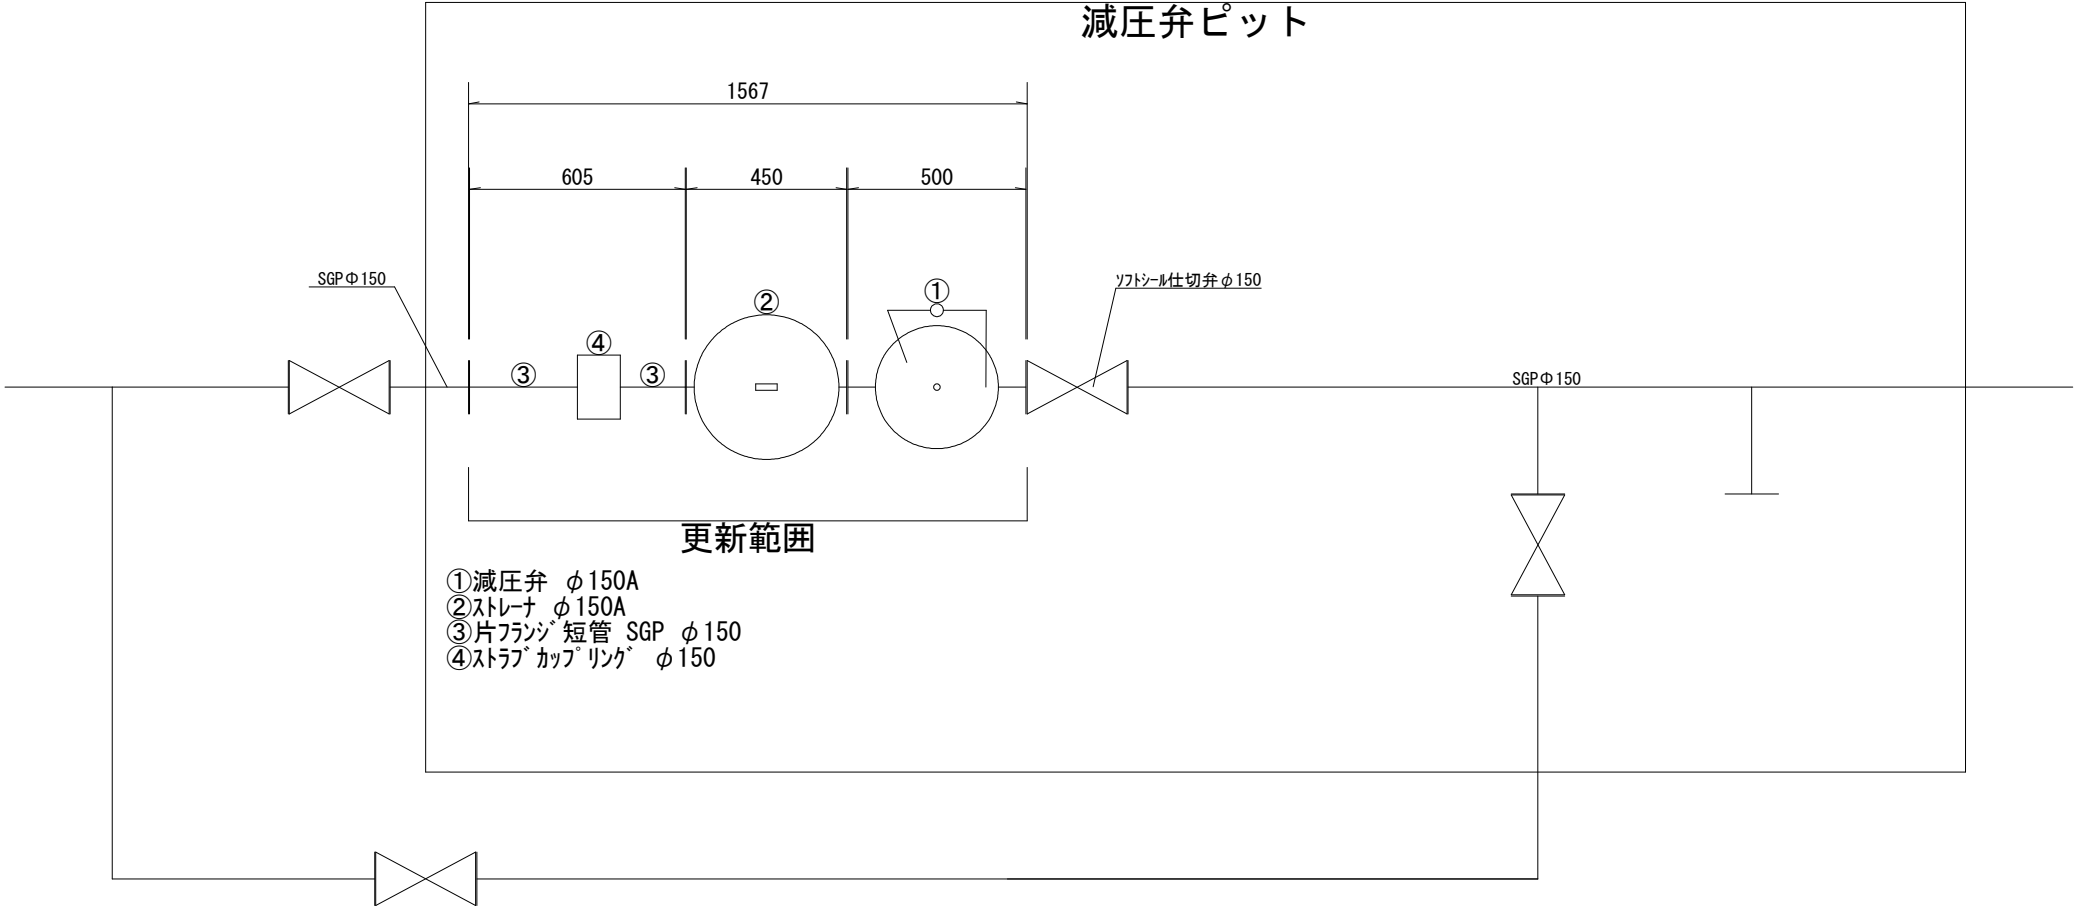 減圧弁ピット
1567
605
450
500
SGPΦ150
ｿﾌﾄｼｰﾙ仕切弁φ150
①
②
④
③
③
SGPΦ150
更新範囲
①減圧弁 φ150A
②ｽﾄﾚｰﾅ φ150A
③片ﾌﾗﾝｼﾞ短管 SGP φ150
④ｽﾄﾗﾌﾞｶｯﾌﾟﾘﾝｸﾞ φ150